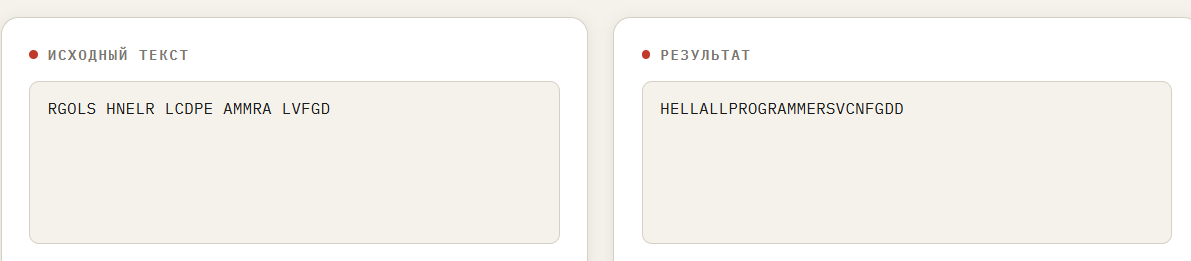 ИСХОДНЫЙ ТЕКСТ
RGOLS HNELR LCDPE AMMRA LVFGD
РЕЗУЛЬТАТ
HELLALLPROGRAMMERSVCNFGDD